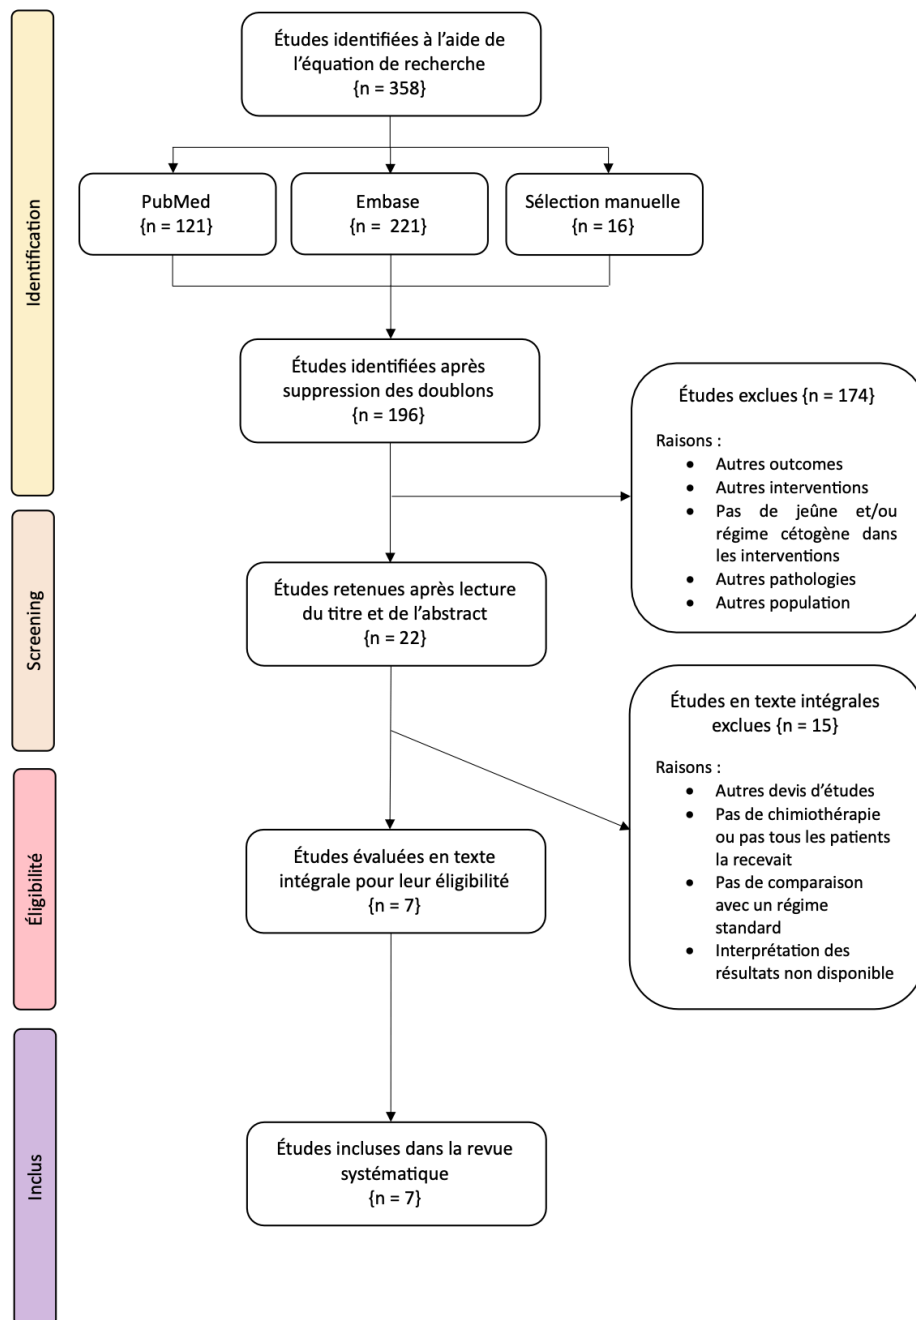 Études identifiées à l'aide de
l'équation de recherche
{n = 358}
PubMed
{n = 121}
Embase
{n = 221}
Sélection manuelle
{n = 16}
Identification
Études identifiées après
suppression des doublons
{n = 196}
Études exclues {n = 174}
Raisons :
• Autres outcomes
• Autres interventions
• Pas de jeûne et/ou
régime cétogène dans
les interventions
• Autres pathologies
• Autres population
Screening
Études retenues après lecture
du titre et de l'abstract
{n = 22}
Études en texte intégrales
exclues {n = 15}
Raisons :
• Autres devis d'études
• Pas de chimiothérapie
ou pas tous les patients
la recevait
• Pas de comparaison
avec un régime
standard
• Interprétation des
résultats non disponible
Éligibilité
Études évaluées en texte
intégrale pour leur éligibilité
{n = 7}
Inclus
Études incluses dans la revue
systématique
{n = 7}